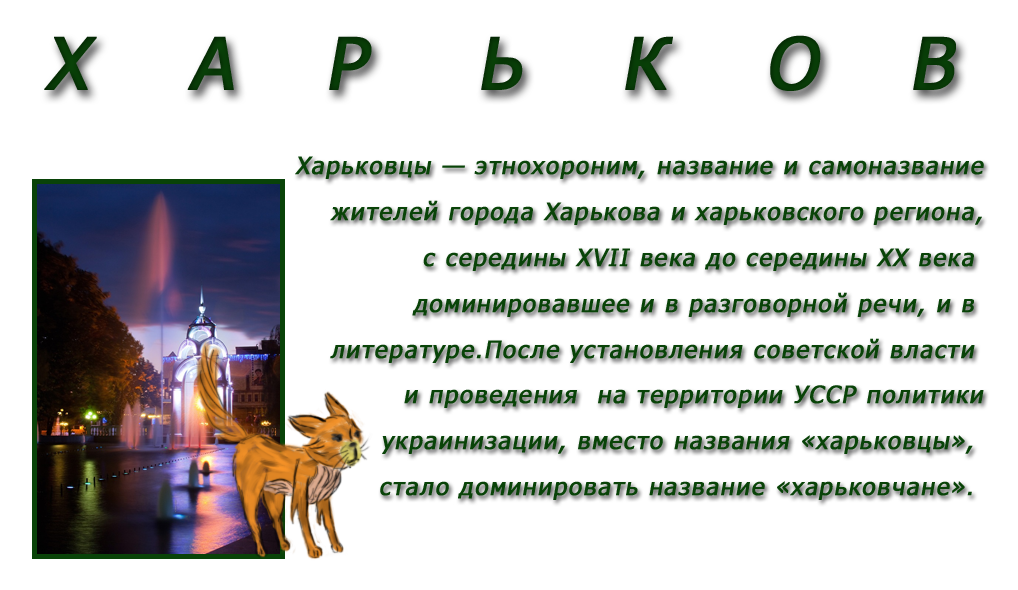 ХАРЬКОВ
Харьковцы — этнохороним, название и самоназвание
жителей города Харькова и харьковского региона,
с середины XVII века до середины XX века
доминировавшее и в разговорной речи, и в
литературе.После установления советской власти
и проведения на территории УССР политики
украинизации, вместо названия «харьковцы»,
стало доминировать название «харьковчане».